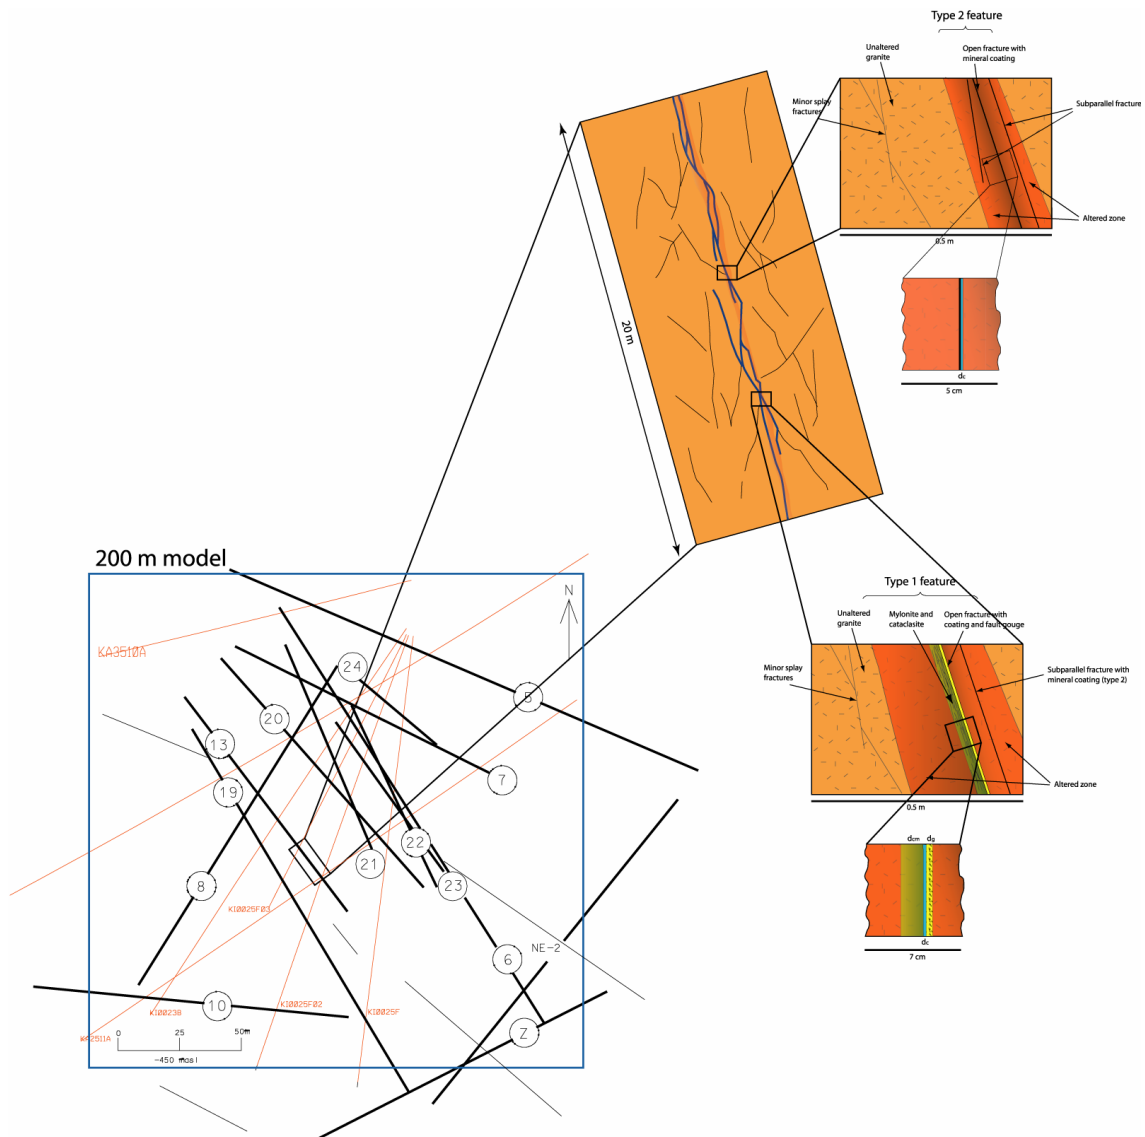 Type 2 feature
Unaltered
granite
Open fracture with
mineral coating
Minor splay
fractures
Subparallel fracture
Altered zone
0.5 m
dc
5 cm
20 m
200 m model
N
KA3510A
24
5
20
13
7
19
22
21
23
8
KI0025F03
NE-2
6
10
KI0025F02
KI0023B
KI0025F
Z
KA2511A
0
25
50m
-450 masl
Type 1 feature
Unaltered
granite
Mylonite and
cataclasite
Open fracture with
coating and fault gouge
Minor splay
fractures
Subparallel fracture with
mineral coating (type 2)
Altered zone
0.5 m
dcm
dg
dc
7 cm